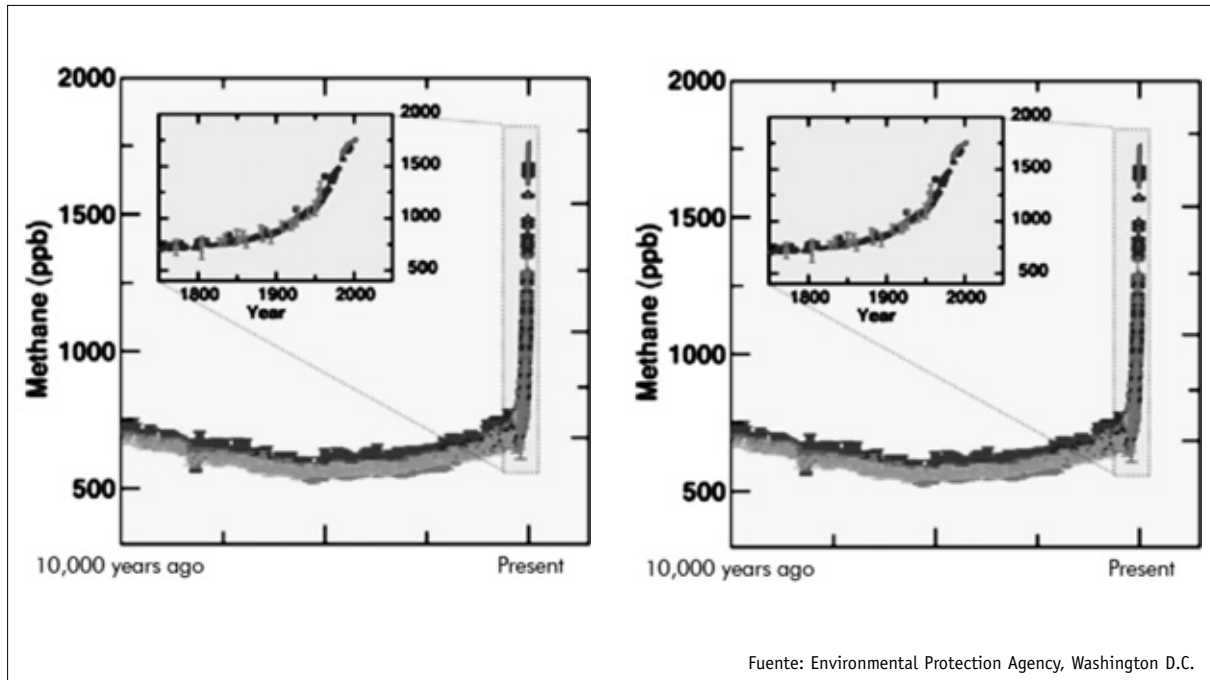 2000
1500
1000
500
Methane (ppb)
2000
1500
1000
500
1800 1900 2000
Year
10,000 years ago Present
2000
1500
1000
500
Methane (ppb)
2000
1500
1000
500
1800 1900 2000
Year
10,000 years ago Present
Fuente: Environmental Protection Agency, Washington D.C.